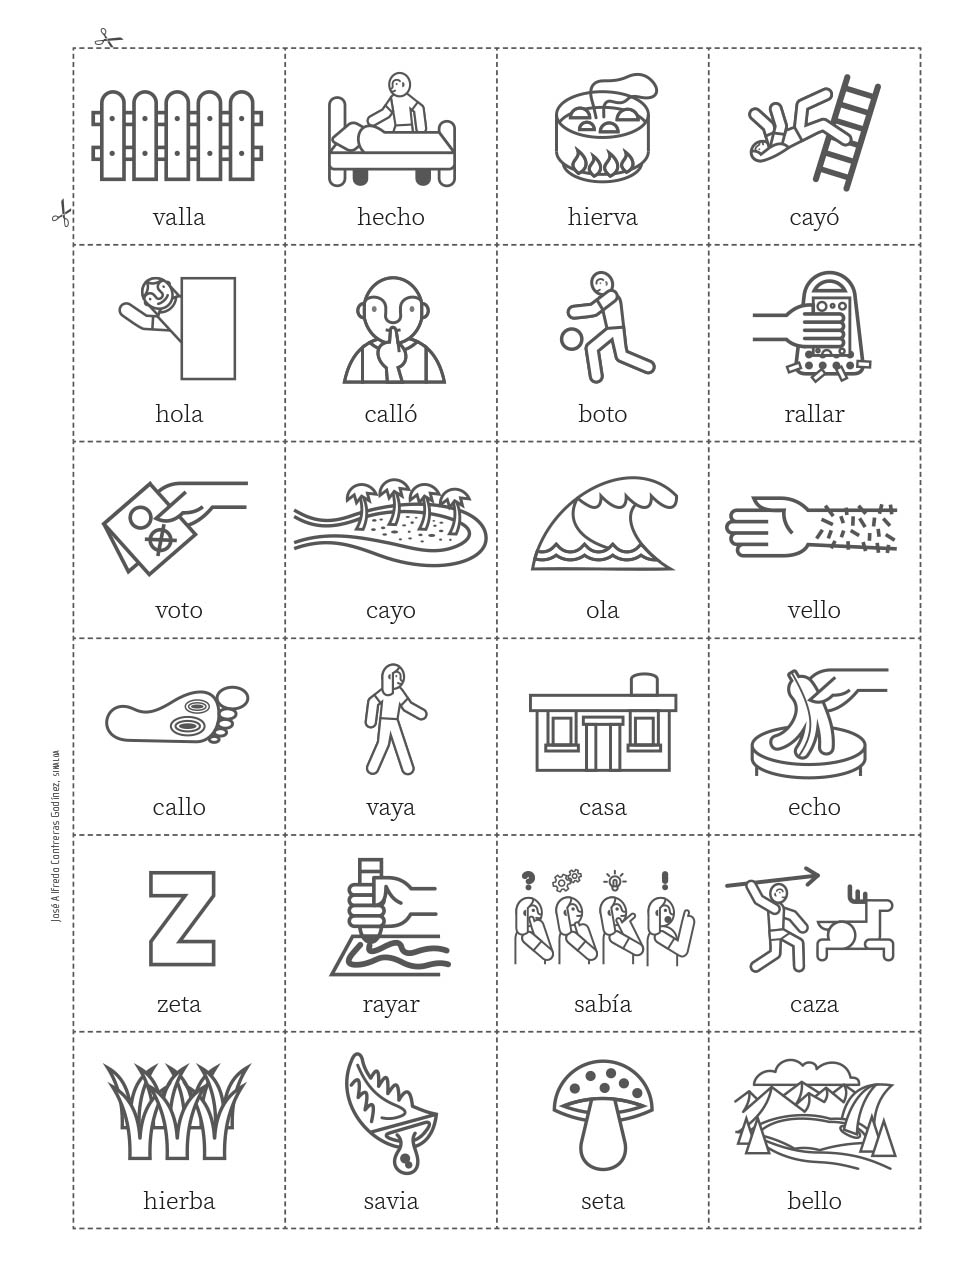 valla
hecho
hierva
cayó
hola
calló
boto
rallar
voto
cayo
ola
vello
callo
vaya
casa
echo
José Alfredo Contreras Godínez, SINALOA
Z
zeta
rayar
? !
sabía
caza
hierba
savia
seta
bello